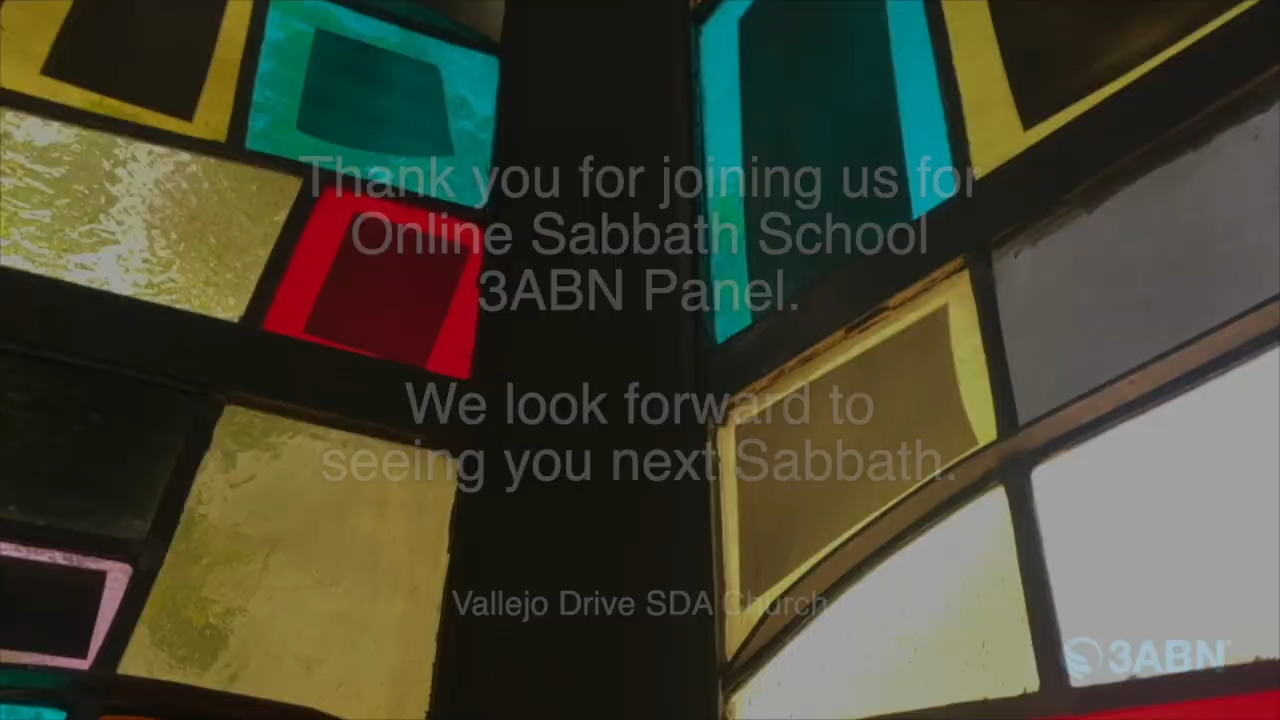 Thank you for joining us for
Online Sabbath School
3ABN Panel.
We look forward to
seeing you next Sabbath.
Vallejo Drive SDA Church
3ABN